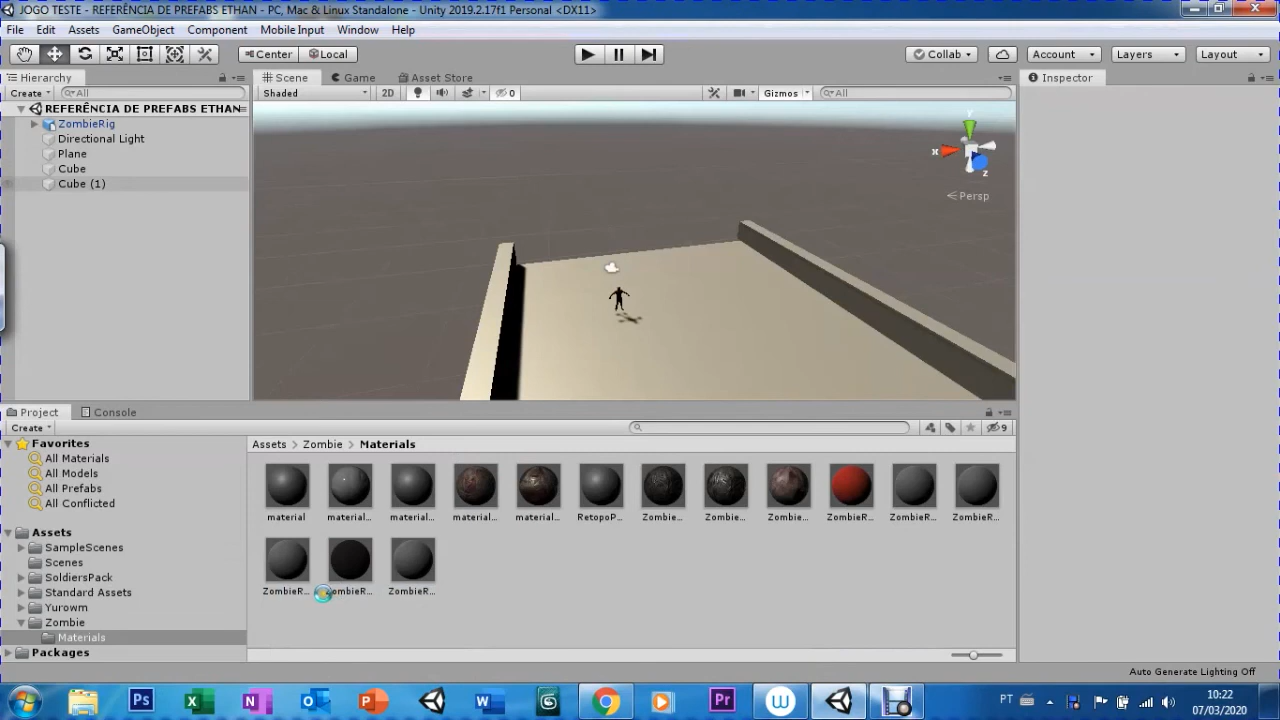 JOGO TESTE - REFERÊNCIA DE PREFABS ETHAN - PC, Mac & Linux Standalone - Unity 2019.2.17f1 Personal <DX11>
File Edit Assets GameObject Component Mobile Input Window Help
Center Local Collab Account Layers Layout
Hierarchy Scene Game Asset Store Inspector
Create All Shaded 2D 0 Gizmos All
REFERÊNCIA DE PREFABS ETHAN
ZombieRig
Directional Light
Plane
Cube
Cube (1)
y
x
z
Persp
Project Console
Create 9
Favorites
All Materials
All Models
All Prefabs
All Conflicted
Assets
SampleScenes
Scenes
SoldiersPack
Standard Assets
Yurowm
Zombie
Materials
Packages
Assets > Zombie > Materials
material material... material... material... material... RetopoP... Zombie... Zombie... Zombie... ZombieR... ZombieR... ZombieR...
ZombieR... ombieR... ZombieR...
Auto Generate Lighting Off
Ps N W Pr W PT 10:22
07/03/2020